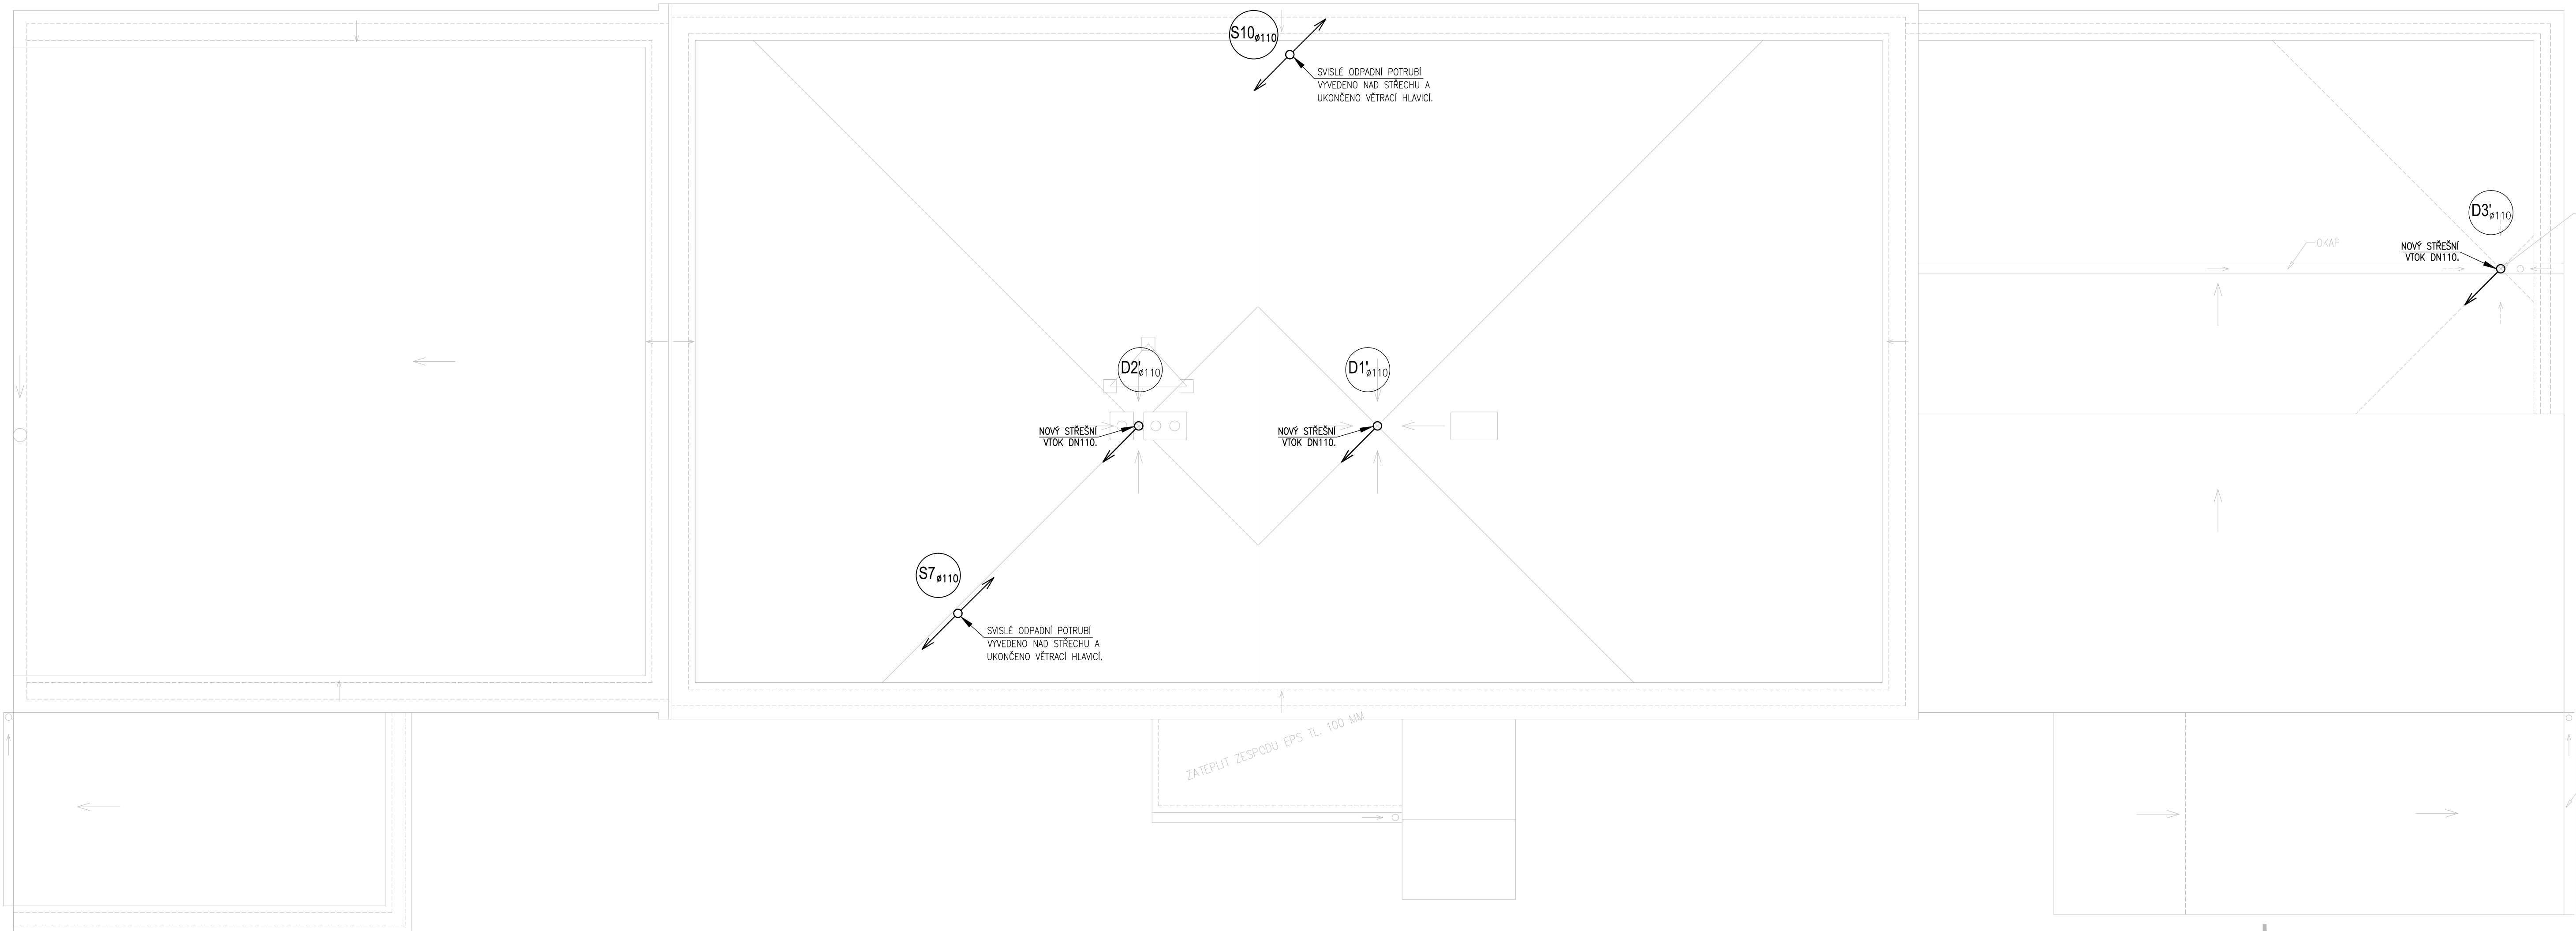 S10ø110
SVISLÉ ODPADNÍ POTRUBÍ
VYVEDENO NAD STŘECHU A
UKONČENO VĚTRACÍ HLAVICÍ.
D3'ø110
OKAP
NOVÝ STŘEŠNÍ
VTOK DN110.
D2'ø110
D1'ø110
NOVÝ STŘEŠNÍ
VTOK DN110.
NOVÝ STŘEŠNÍ
VTOK DN110.
S7ø110
SVISLÉ ODPADNÍ POTRUBÍ
VYVEDENO NAD STŘECHU A
UKONČENO VĚTRACÍ HLAVICÍ.
ZATEPLIT ZESPODU EPS TL. 100 MM